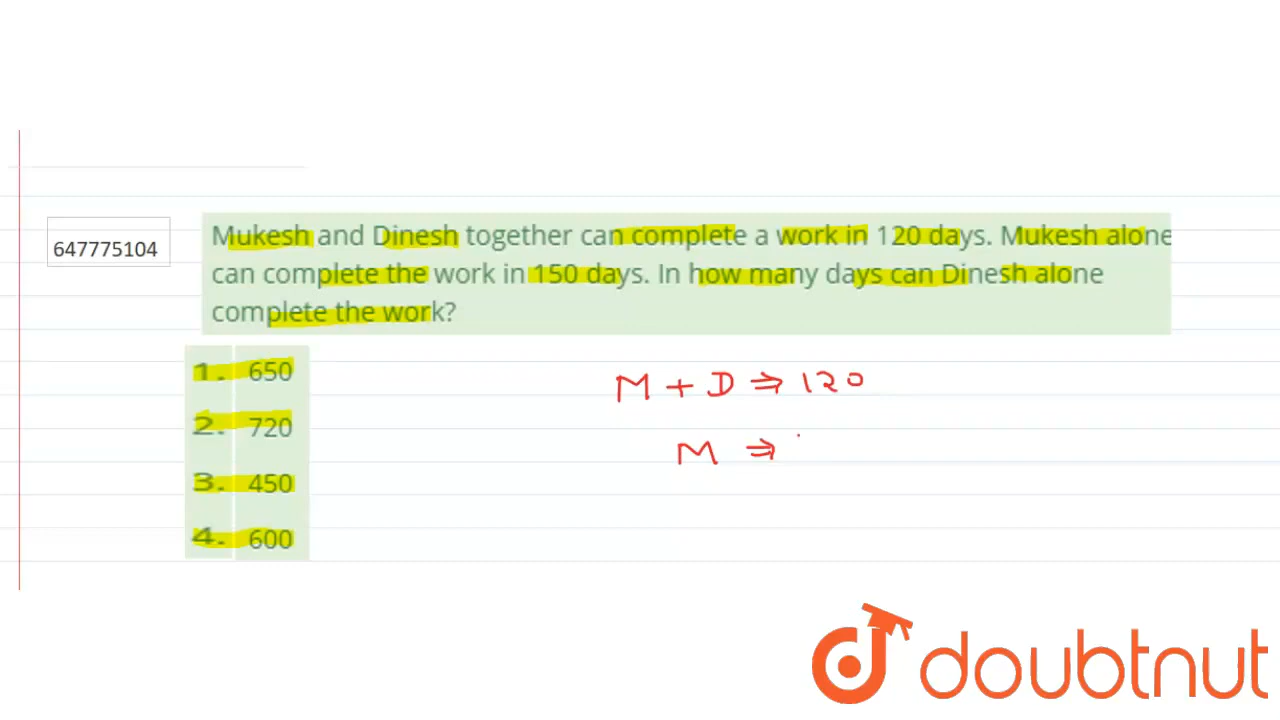 647775104
Mukesh and Dinesh together can complete a work in 120 days. Mukesh alone
can complete the work in 150 days. In how many days can Dinesh alone
complete the work?
1. 650
2. 720
3. 450
4. 600
M + D ⇒ 120
M ⇒
doubtnut